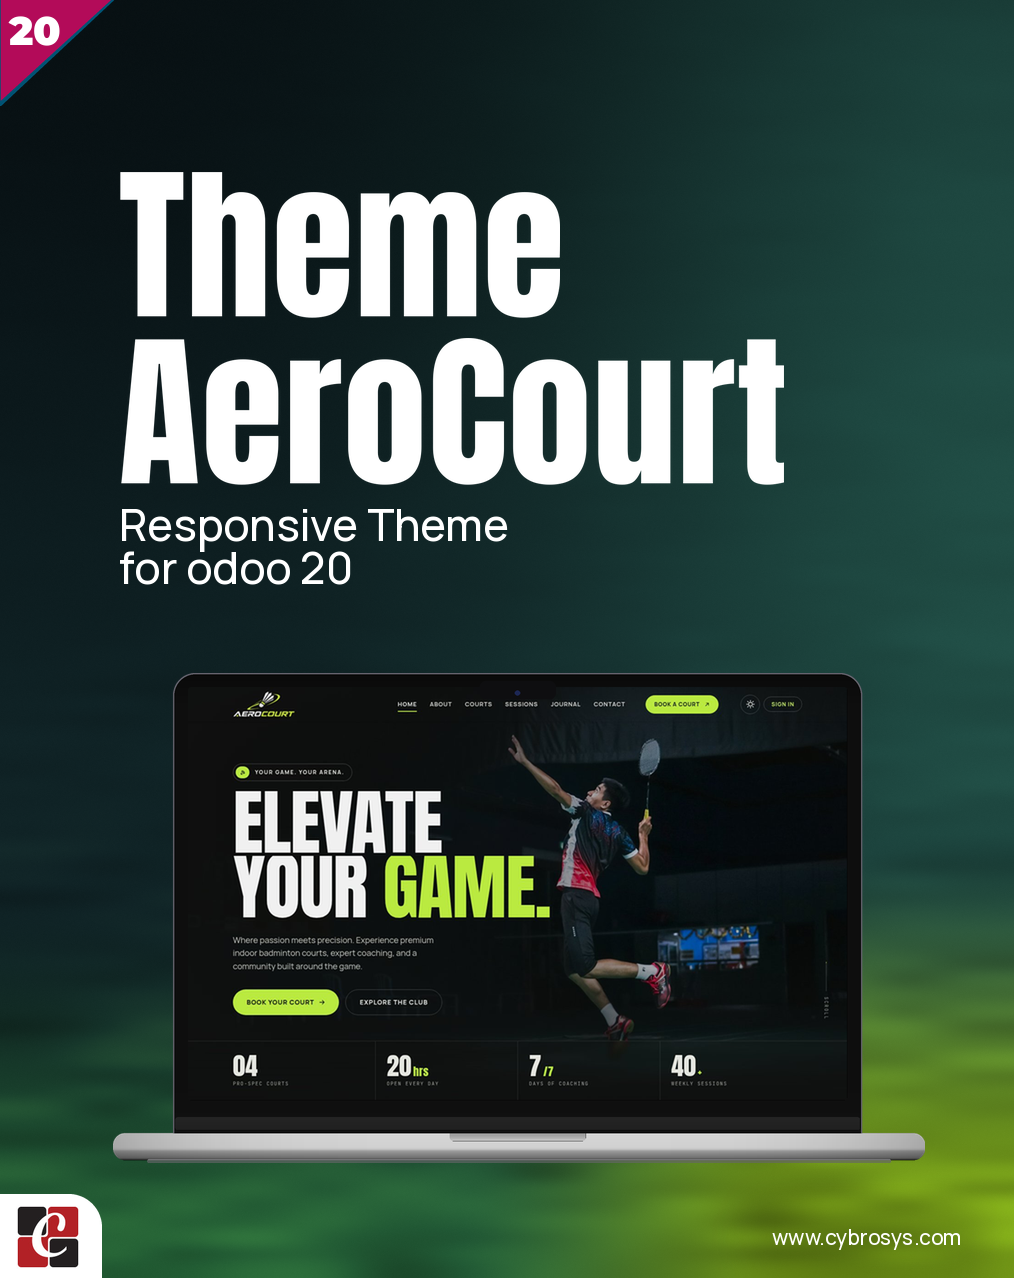 20
Theme
AeroCourt
Responsive Theme
for odoo 20
AEROCOURT
HOME ABOUT COURTS SESSIONS JOURNAL CONTACT BOOK A COURT SIGN IN
YOUR GAME. YOUR ARENA.
ELEVATE
YOUR GAME.
Where passion meets precision. Experience premium
indoor badminton courts, expert coaching, and a
community built around the game.
BOOK YOUR COURT → EXPLORE THE CLUB
SCROLL
04 20 hrs 7 /7 40+
PRO-SPEC COURTS OPEN EVERY DAY DAYS OF COACHING WEEKLY SESSIONS
C
www.cybrosys.com